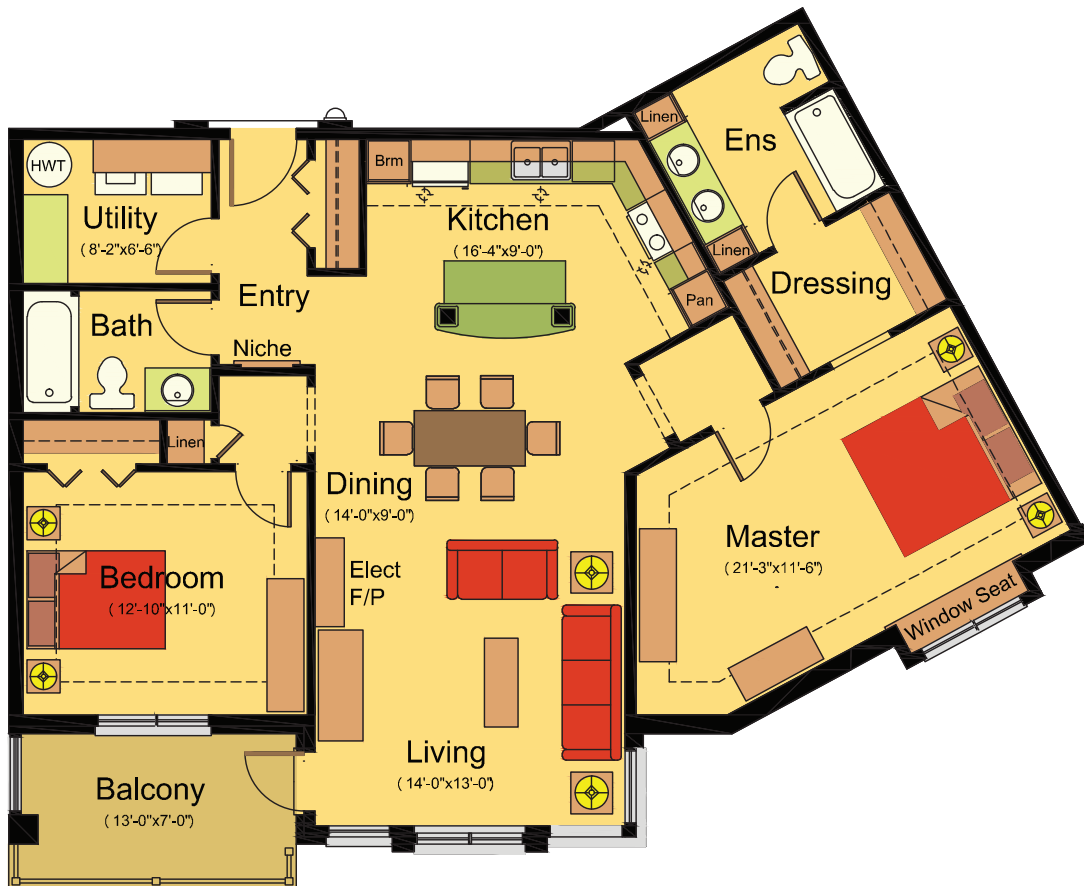 HWT
Utility
( 8'-2"x6'-6")
Brm
Kitchen
( 16'-4"x9'-0")
Linen
Ens
Linen
Pan
Dressing
Entry
Bath
Niche
Linen
Dining
( 14'-0"x9'-0")
Master
( 21'-3"x11'-6")
Bedroom
( 12'-10"x11'-0")
Elect
F/P
Window Seat
Living
( 14'-0"x13'-0")
Balcony
( 13'-0"x7'-0")